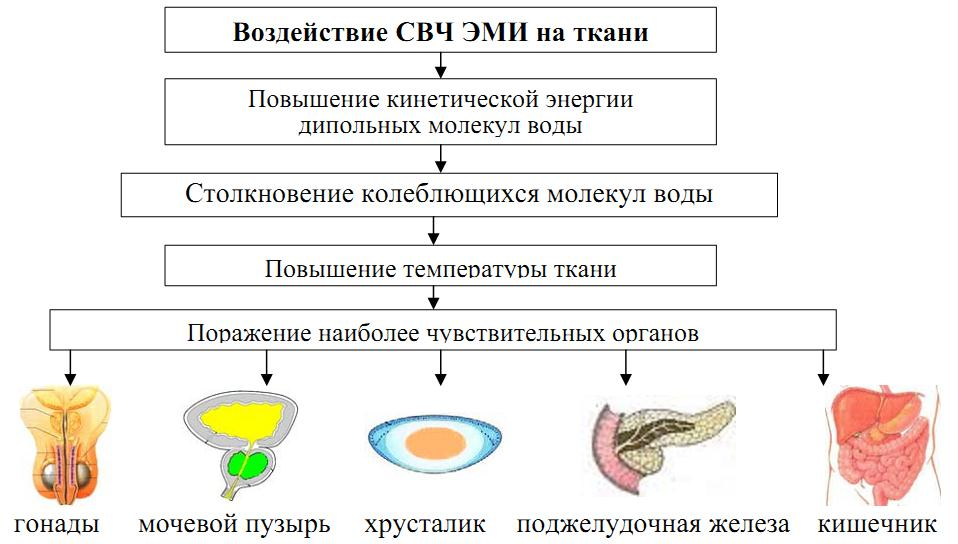 Воздействие СВЧ ЭМИ на ткани
Повышение кинетической энергии
дипольных молекул воды
Столкновение колеблющихся молекул воды
Повышение температуры ткани
Поражение наиболее чувствительных органов
гонады
мочевой пузырь
хрусталик
поджелудочная железа
кишечник